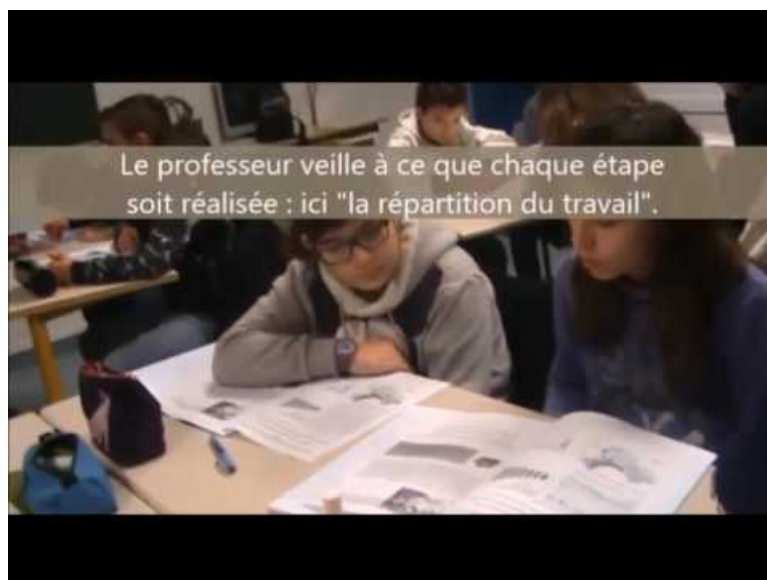 Le professeur veille à ce que chaque étape
soit réalisée : ici "la répartition du travail".